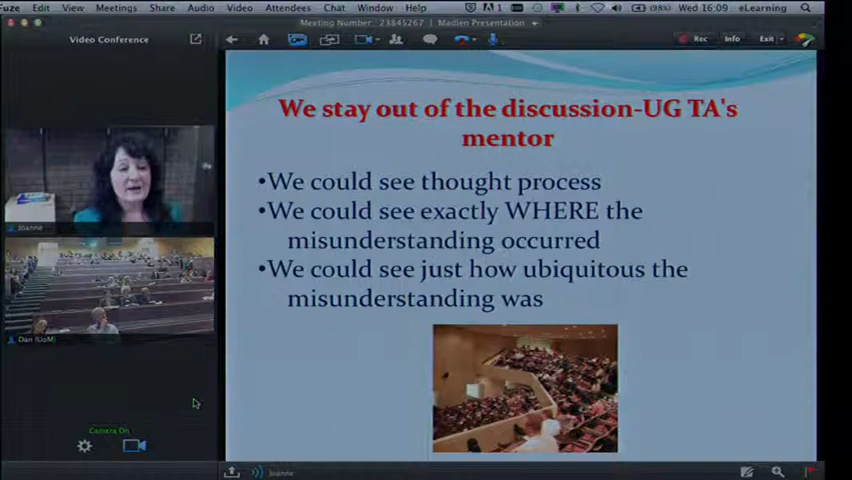 Fuze Edit View Meetings Share Audio Video Attendees Chat Window Help 1 (98%) Wed 16:09 eLearning
Meeting Number: 23845267 | Madlen Presentation
Video Conference
Rec Info Exit
We stay out of the discussion-UG TA's
mentor
•We could see thought process
•We could see exactly WHERE the
misunderstanding occurred
•We could see just how ubiquitous the
misunderstanding was
Joanne
Dan (UoM)
Camera On
Joanne